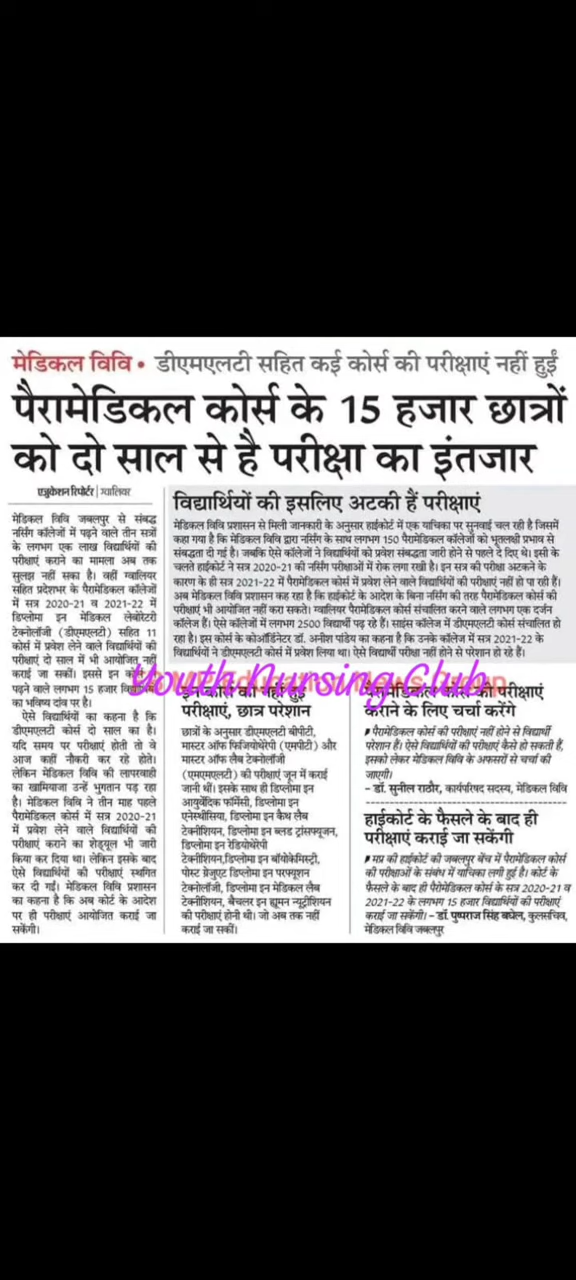 मेडिकल विवि • डीएमएलटी सहित कई कोर्स की परीक्षाएं नहीं हुईं
पैरामेडिकल कोर्स के 15 हजार छात्रों
को दो साल से है परीक्षा का इंतजार
एजुकेशन रिपोर्टर | ग्वालियर
मेडिकल विवि जबलपुर से संबद्ध
नर्सिंग कॉलेजों में पढ़ने वाले तीन सत्रों
के लगभग एक लाख विद्यार्थियों की
परीक्षाएं कराने का मामला अब तक
सुलझ नहीं सका है। वहीं ग्वालियर
सहित प्रदेशभर के पैरामेडिकल कॉलेजों
में सत्र 2020-21 व 2021-22 में
डिप्लोमा इन मेडिकल लेबोरेटरी
टेक्नोलॉजी (डीएमएलटी) सहित 11
कोर्स में प्रवेश लेने वाले विद्यार्थियों की
परीक्षाएं दो साल में भी आयोजित नहीं
कराई जा सकीं। इससे इन कोर्स में
पढ़ने वाले लगभग 15 हजार
का भविष्य दांव पर है।
ऐसे विद्यार्थियों का कहना है कि
डीएमएलटी कोर्स दो साल का है।
यदि समय पर परीक्षाएं होतीं तो वे
आज कहीं नौकरी कर रहे होते।
लेकिन मेडिकल विवि की लापरवाही
का खामियाजा उन्हें भुगतान पड़ रहा
है। मेडिकल विवि ने तीन माह पहले
पैरामेडिकल कोर्स में सत्र 2020-21
में प्रवेश लेने वाले विद्यार्थियों की
परीक्षाएं कराने का शेड्यूल भी जारी
किया कर दिया था। लेकिन इसके बाद
ऐसे विद्यार्थियों की परीक्षाएं स्थगित
कर दी गईं। मेडिकल विवि प्रशासन
का कहना है कि अब कोर्ट के आदेश
पर ही परीक्षाएं आयोजित कराई जा
सकेंगी।
विद्यार्थियों की इसलिए अटकी हैं परीक्षाएं
मेडिकल विवि प्रशासन से मिली जानकारी के अनुसार हाईकोर्ट में एक याचिका पर सुनवाई चल रही है जिसमें
कहा गया है कि मेडिकल विवि द्वारा नर्सिंग के साथ लगभग 150 पैरामेडिकल कॉलेजों को भूतलक्षी प्रभाव से
संबद्धता दी गई है। जबकि ऐसे कॉलेजों ने विद्यार्थियों को प्रवेश संबद्धता जारी होने से पहले दे दिए थे। इसी के
चलते हाईकोर्ट ने सत्र 2020-21 की नर्सिंग परीक्षाओं में रोक लगा रखी है। इन सत्र की परीक्षा अटकने के
कारण के ही सत्र 2021-22 में पैरामेडिकल कोर्स में प्रवेश लेने वाले विद्यार्थियों की परीक्षाएं नहीं हो पा रही हैं।
अब मेडिकल विवि प्रशासन कह रहा है कि हाईकोर्ट के आदेश के बिना नर्सिंग की तरह पैरामेडिकल कोर्स की
परीक्षाएं भी आयोजित नहीं करा सकते। ग्वालियर पैरामेडिकल कोर्स संचालित करने वाले लगभग एक दर्जन
कॉलेज हैं। ऐसे कॉलेजों में लगभग 2500 विद्यार्थी पढ़ रहे हैं। साइंस कॉलेज में डीएमएलटी कोर्स संचालित हो
रहा है। इस कोर्स के कोऑर्डिनेटर डॉ. अनीश पांडेय का कहना है कि उनके कॉलेज में सत्र 2021-22 के
विद्यार्थियों ने डीएमएलटी कोर्स में प्रवेश लिया था। ऐसे विद्यार्थी परीक्षा नहीं होने से परेशान हो रहे हैं।
Youth Nursing Club
इन कोर्स की नहीं हुईं
परीक्षाएं, छात्र परेशान
छात्रों के अनुसार डीएमएलटी बीपीटी,
मास्टर ऑफ फिजियोथेरेपी (एमपीटी) और
मास्टर ऑफ लैब टेक्नोलॉजी
(एमएमएलटी) की परीक्षाएं जून में कराई
जानी थीं। इसके साथ ही डिप्लोमा इन
आयुर्वेदिक फॉर्मेसी, डिप्लोमा इन
एनेस्थीसिया, डिप्लोमा इन कैथ लैब
टेक्नीशियन, डिप्लोमा इन ब्लड ट्रांसफ्यूजन,
डिप्लोमा इन रेडियोथेरेपी
टेक्नीशियन,डिप्लोमा इन बॉयोकेमिस्ट्री,
पोस्ट ग्रेजुएट डिप्लोमा इन परफ्यूशन
टेक्नोलॉजी, डिप्लोमा इन मेडिकल लैब
टेक्नीशियन, बैचलर इन ह्यूमन न्यूट्रीशियन
की परीक्षाएं होनी थी। जो अब तक नहीं
कराई जा सकीं।
पैरामेडिकल कोर्स की परीक्षाएं
कराने के लिए चर्चा करेंगे
पैरामेडिकल कोर्स की परीक्षाएं नहीं होने से विद्यार्थी
परेशान हैं। ऐसे विद्यार्थियों की परीक्षाएं कैसे हो सकती हैं,
इसको लेकर मेडिकल विवि के अफसरों से चर्चा की
जाएगी।
- डॉ. सुनील राठौर, कार्यपरिषद सदस्य, मेडिकल विवि
हाईकोर्ट के फैसले के बाद ही
परीक्षाएं कराई जा सकेंगी
मप्र की हाईकोर्ट की जबलपुर बेंच में पैरामेडिकल कोर्स
की परीक्षाओं के संबंध में याचिका लगी हुई है। कोर्ट के
फैसले के बाद ही पैरामेडिकल कोर्स के सत्र 2020-21 व
2021-22 के लगभग 15 हजार विद्यार्थियों की परीक्षाएं
कराई जा सकेंगी। - डॉ. पुष्पराज सिंह बघेल, कुलसचिव,
मेडिकल विवि जबलपुर